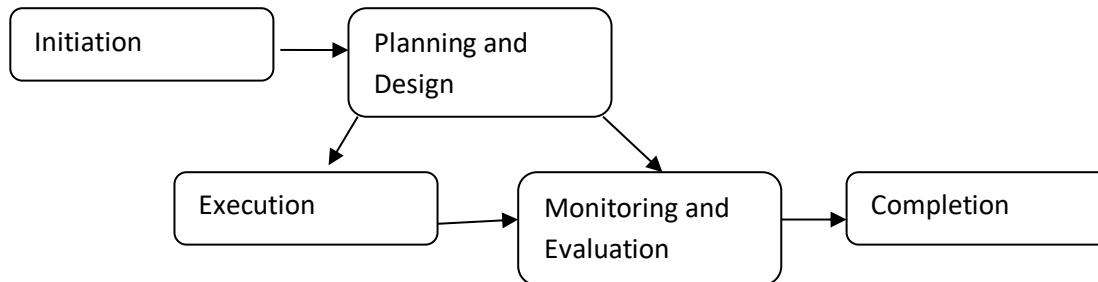 Initiation
Planning and
Design
Execution
Monitoring and
Evaluation
Completion